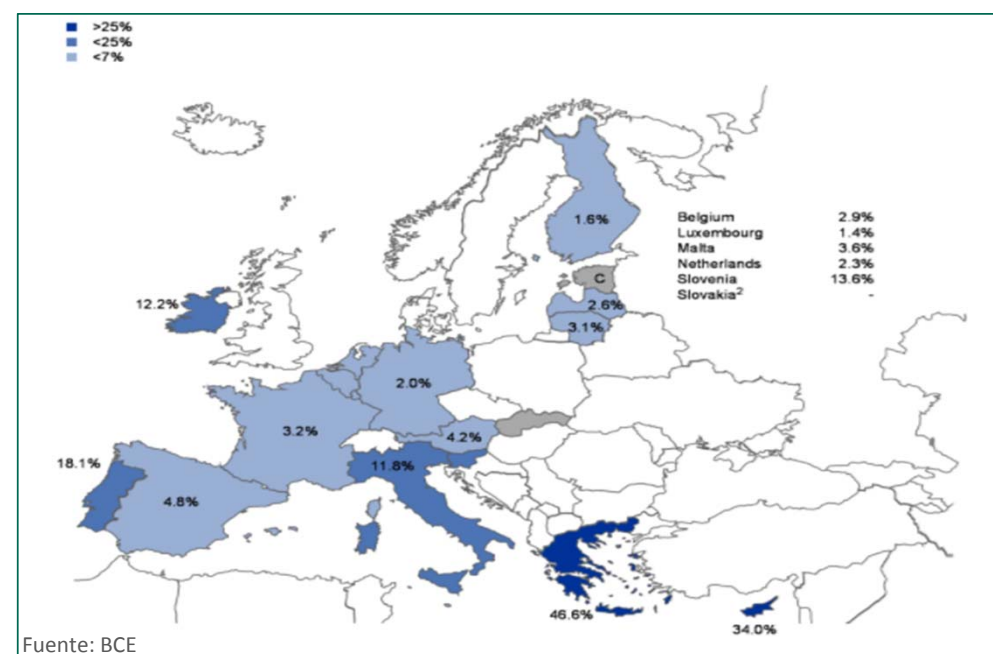 >25%
<25%
<7%
1.6%
Belgium 2.9%
Luxembourg 1.4%
Malta 3.6%
Netherlands 2.3%
Slovenia 13.6%
Slovakia² -
C
12.2%
2.6%
3.1%
2.0%
3.2%
4.2%
18.1%
11.8%
4.8%
46.6%
34.0%
Fuente: BCE